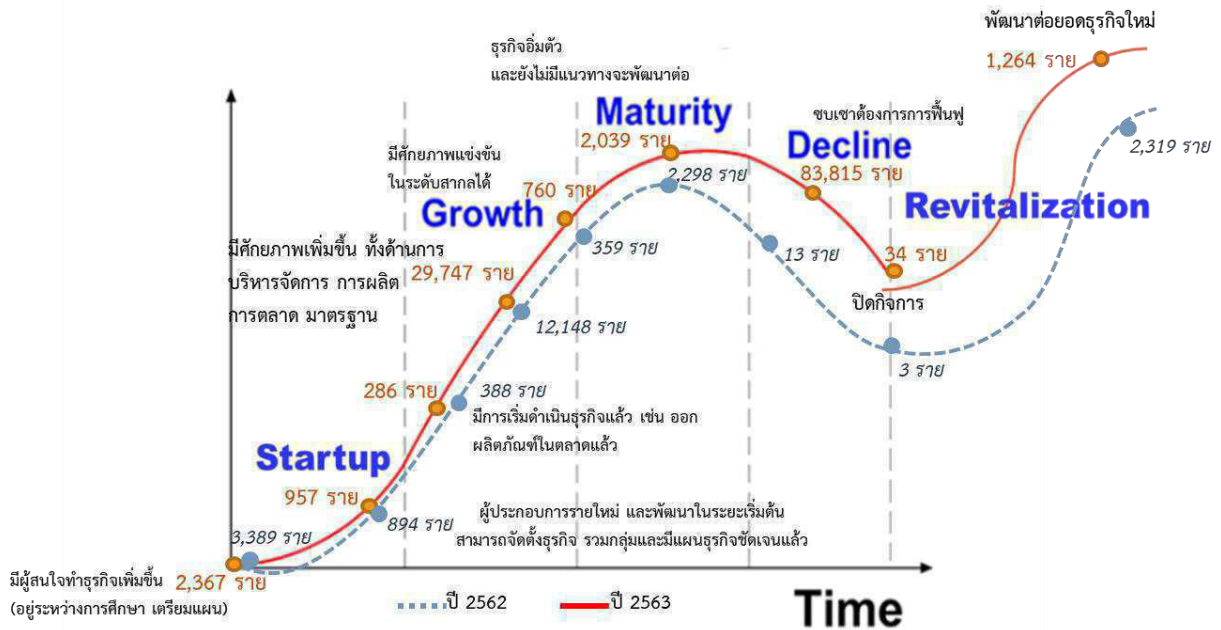 พัฒนาต่อยอดธุรกิจใหม่
1,264 ราย
ธุรกิจอิ่มตัว
และยังไม่มีแนวทางจะพัฒนาต่อ
Maturity
2,039 ราย
2,298 ราย
ซบเซาต้องการการฟื้นฟู
Decline
83,815 ราย
2,319 ราย
มีศักยภาพแข่งขัน
ในระดับสากลได้
760 ราย
Growth
Revitalization
359 ราย
13 ราย
34 ราย
ปิดกิจการ
3 ราย
มีศักยภาพเพิ่มขึ้น ทั้งด้านการ
บริหารจัดการ การผลิต
การตลาด มาตรฐาน
29,747 ราย
12,148 ราย
286 ราย
388 ราย
มีการเริ่มดำเนินธุรกิจแล้ว เช่น ออก
ผลิตภัณฑ์ในตลาดแล้ว
Startup
957 ราย
894 ราย
ผู้ประกอบการรายใหม่ และพัฒนาในระยะเริ่มต้น
สามารถจัดตั้งธุรกิจ รวมกลุ่มและมีแผนธุรกิจชัดเจนแล้ว
3,389 ราย
มีผู้สนใจทำธุรกิจเพิ่มขึ้น 2,367 ราย
(อยู่ระหว่างการศึกษา เตรียมแผน)
ปี 2562
ปี 2563
Time